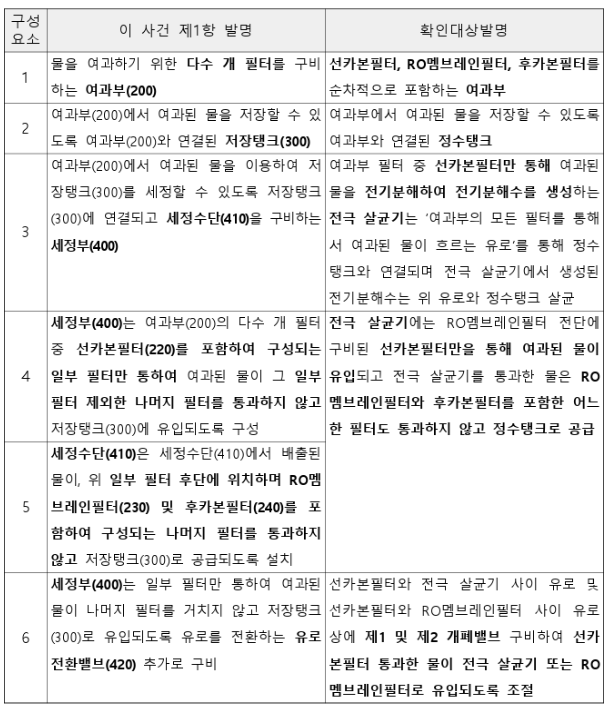 구성
요소
이 사건 제1항 발명
확인대상발명
1
물을 여과하기 위한 다수 개 필터를 구비
하는 여과부(200)
선카본필터, RO멤브레인필터, 후카본필터를
순차적으로 포함하는 여과부
2
여과부(200)에서 여과된 물을 저장할 수 있
도록 여과부(200)와 연결된 저장탱크(300)
여과부에서 여과된 물을 저장할 수 있도록
여과부와 연결된 정수탱크
3
여과부(200)에서 여과된 물을 이용하여 저
장탱크(300)를 세정할 수 있도록 저장탱크
(300)에 연결되고 세정수단(410)을 구비하는
세정부(400)
여과부 필터 중 선카본필터만 통해 여과된
물을 전기분해하여 전기분해수를 생성하는
전극 살균기는 '여과부의 모든 필터를 통해
서 여과된 물이 흐르는 유로'를 통해 정수
탱크와 연결되며 전극 살균기에서 생성된
전기분해수는 위 유로와 정수탱크 살균
4
세정부(400)는 여과부(200)의 다수 개 필터
중 선카본필터(220)를 포함하여 구성되는
일부 필터만 통하여 여과된 물이 그 일부
필터 제외한 나머지 필터를 통과하지 않고
저장탱크(300)에 유입되도록 구성
전극 살균기에는 RO멤브레인필터 전단에
구비된 선카본필터만을 통해 여과된 물이
유입되고 전극 살균기를 통과한 물은 RO
멤브레인필터와 후카본필터를 포함한 어느
한 필터도 통과하지 않고 정수탱크로 공급
5
세정수단(410)은 세정수단(410)에서 배출된
물이, 위 일부 필터 후단에 위치하며 RO멤
브레인필터(230) 및 후카본필터(240)를 포
함하여 구성되는 나머지 필터를 통과하지
않고 저장탱크(300)로 공급되도록 설치
6
세정부(400)는 일부 필터만 통하여 여과된
물이 나머지 필터를 거치지 않고 저장탱크
(300)로 유입되도록 유로를 전환하는 유로
전환밸브(420) 추가로 구비
선카본필터와 전극 살균기 사이 유로 및
선카본필터와 RO멤브레인필터 사이 유로
상에 제1 및 제2 개폐밸브 구비하여 선카
본필터 통과한 물이 전극 살균기 또는 RO
멤브레인필터로 유입되도록 조절